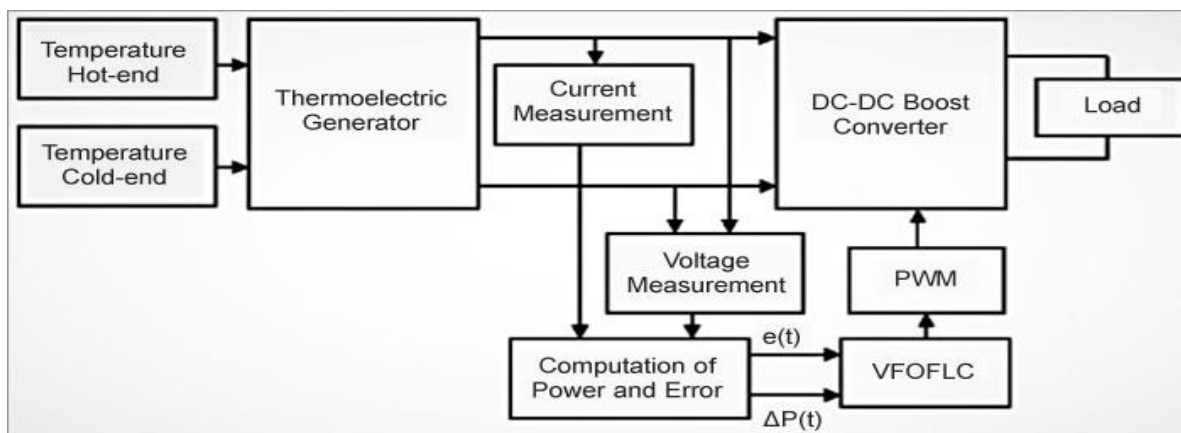 Temperature
Hot-end
Temperature
Cold-end
Thermoelectric
Generator
Current
Measurement
DC-DC Boost
Converter
Load
Voltage
Measurement
PWM
Computation of
Power and Error
e(t)
ΔP(t)
VFOFLC